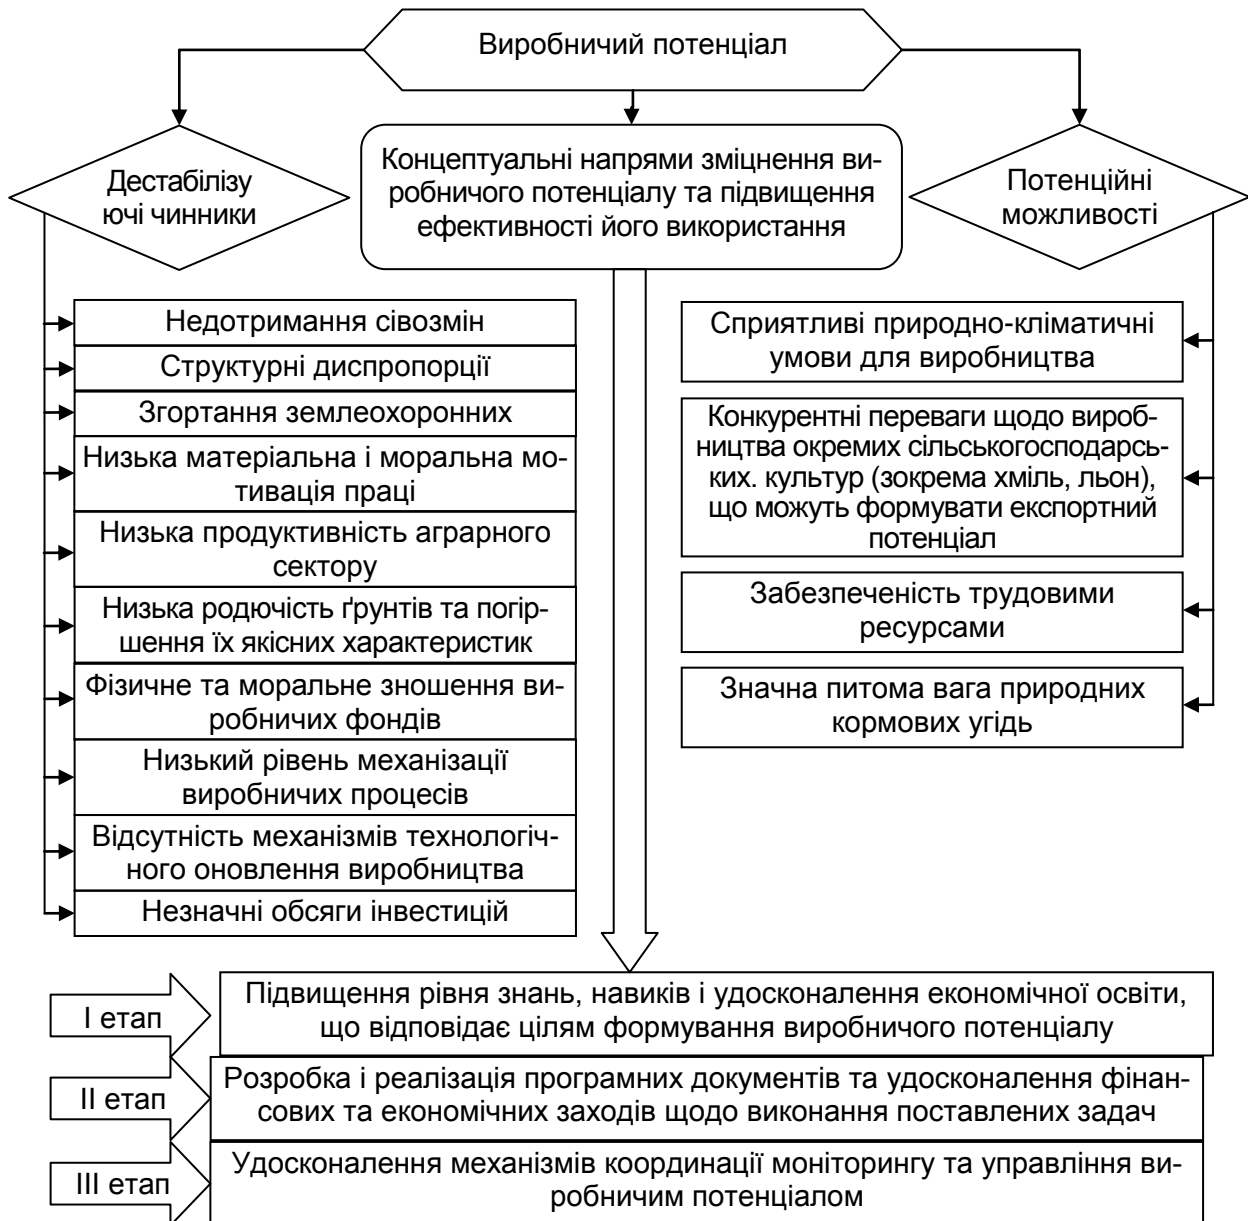 Виробничий потенціал
Дестабілізу
ючі чинники
Концептуальні напрями зміцнення ви-
робничого потенціалу та підвищення
ефективності його використання
Потенційні
можливості
Недотримання сівозмін
Структурні диспропорції
Згортання землеохоронних
Низька матеріальна і моральна мо-
тивація праці
Низька продуктивність аграрного
сектору
Низька родючість ґрунтів та погір-
шення їх якісних характеристик
Фізичне та моральне зношення ви-
робничих фондів
Низький рівень механізації
виробничих процесів
Відсутність механізмів технологіч-
ного оновлення виробництва
Незначні обсяги інвестицій
Сприятливі природно-кліматичні
умови для виробництва
Конкурентні переваги щодо вироб-
ництва окремих сільськогосподарсь-
ких. культур (зокрема хміль, льон),
що можуть формувати експортний
потенціал
Забезпеченість трудовими
ресурсами
Значна питома вага природних
кормових угідь
І етап
Підвищення рівня знань, навиків і удосконалення економічної освіти,
що відповідає цілям формування виробничого потенціалу
ІІ етап
Розробка і реалізація програмних документів та удосконалення фінан-
сових та економічних заходів щодо виконання поставлених задач
ІІІ етап
Удосконалення механізмів координації моніторингу та управління ви-
робничим потенціалом